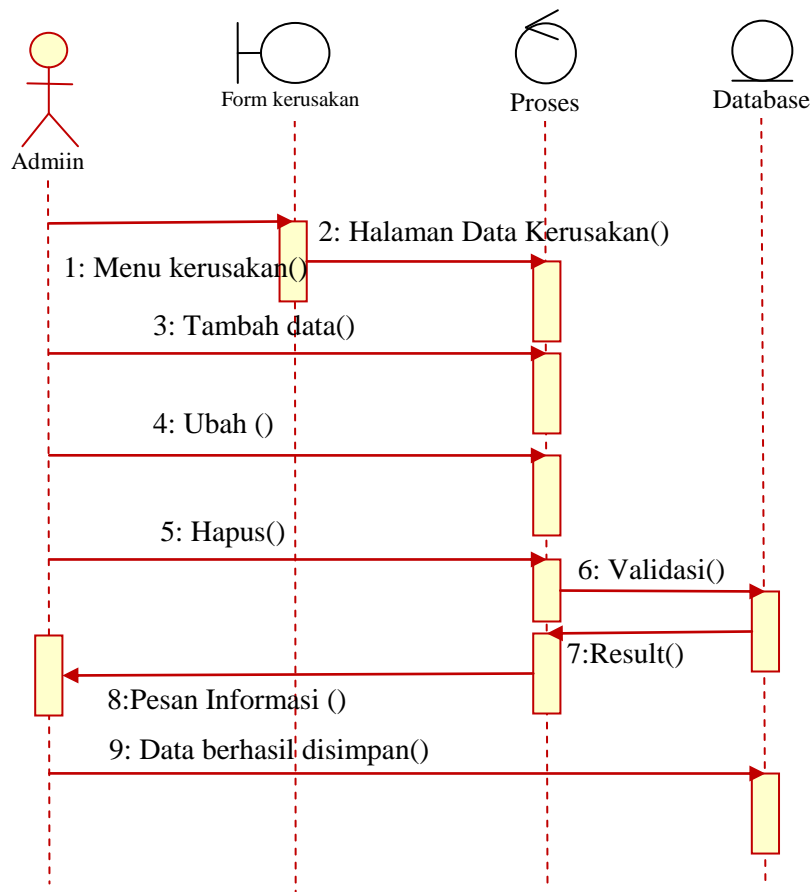 Form kerusakan
Proses
Database
Admiin
2: Halaman Data Kerusakan()
1: Menu kerusakan()
3: Tambah data()
4: Ubah ()
5: Hapus()
6: Validasi()
7:Result()
8:Pesan Informasi ()
9: Data berhasil disimpan()